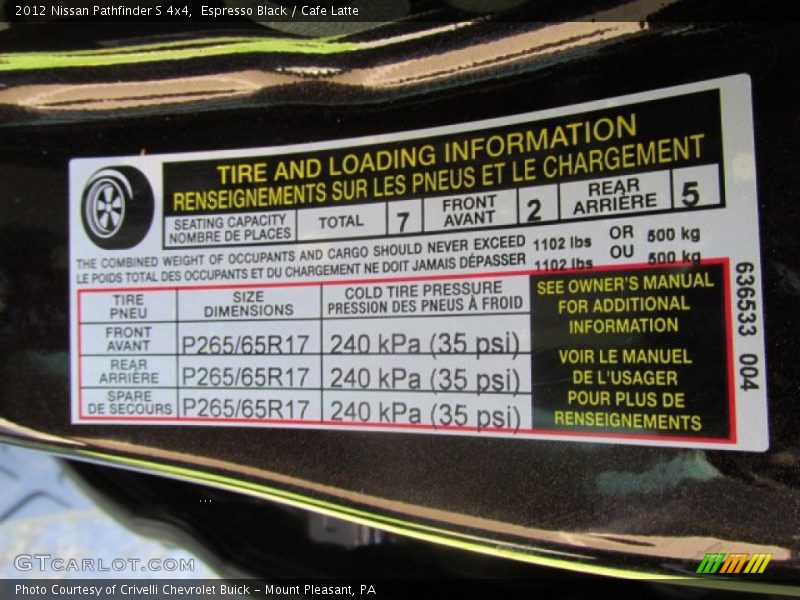 2012 Nissan Pathfinder S 4x4,  Espresso Black / Cafe Latte
TIRE AND LOADING INFORMATION
RENSEIGNEMENTS SUR LES PNEUS ET LE CHARGEMENT
SEATING CAPACITY
NOMBRE DE PLACES
TOTAL 7
FRONT
AVANT
2
REAR
ARRIÈRE
5
THE COMBINED WEIGHT OF OCCUPANTS AND CARGO SHOULD NEVER EXCEED 1102 lbs OR 500 kg
LE POIDS TOTAL DES OCCUPANTS ET DU CHARGEMENT NE DOIT JAMAIS DÉPASSER 1102 lbs OU 500 kg
TIRE
PNEU
SIZE
DIMENSIONS
COLD TIRE PRESSURE
PRESSION DES PNEUS À FROID
FRONT
AVANT
P265/65R17 240 kPa (35 psi)
REAR
ARRIÈRE
P265/65R17 240 kPa (35 psi)
SPARE
DE SECOURS
P265/65R17 240 kPa (35 psi)
SEE OWNER'S MANUAL
FOR ADDITIONAL
INFORMATION
VOIR LE MANUEL
DE L'USAGER
POUR PLUS DE
RENSEIGNEMENTS
636533 004
GTCARLOT.COM
Photo Courtesy of Crivelli Chevrolet Buick - Mount Pleasant, PA